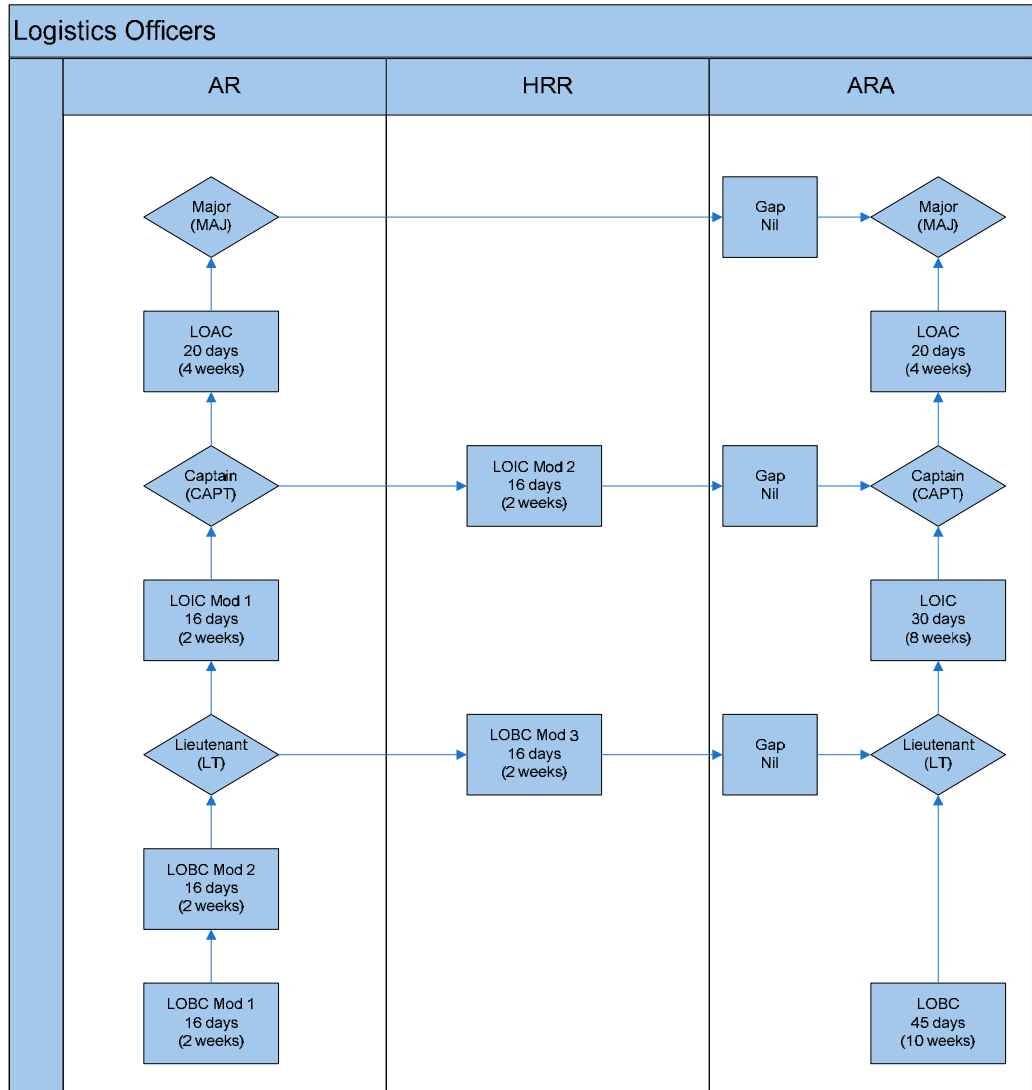 Logistics Officers
AR
HRR
ARA
Major
(MAJ)
Gap
Nil
Major
(MAJ)
LOAC
20 days
(4 weeks)
LOAC
20 days
(4 weeks)
Captain
(CAPT)
LOIC Mod 2
16 days
(2 weeks)
Gap
Nil
Captain
(CAPT)
LOIC Mod 1
16 days
(2 weeks)
LOIC
30 days
(8 weeks)
Lieutenant
(LT)
LOBC Mod 3
16 days
(2 weeks)
Gap
Nil
Lieutenant
(LT)
LOBC Mod 2
16 days
(2 weeks)
LOBC Mod 1
16 days
(2 weeks)
LOBC
45 days
(10 weeks)